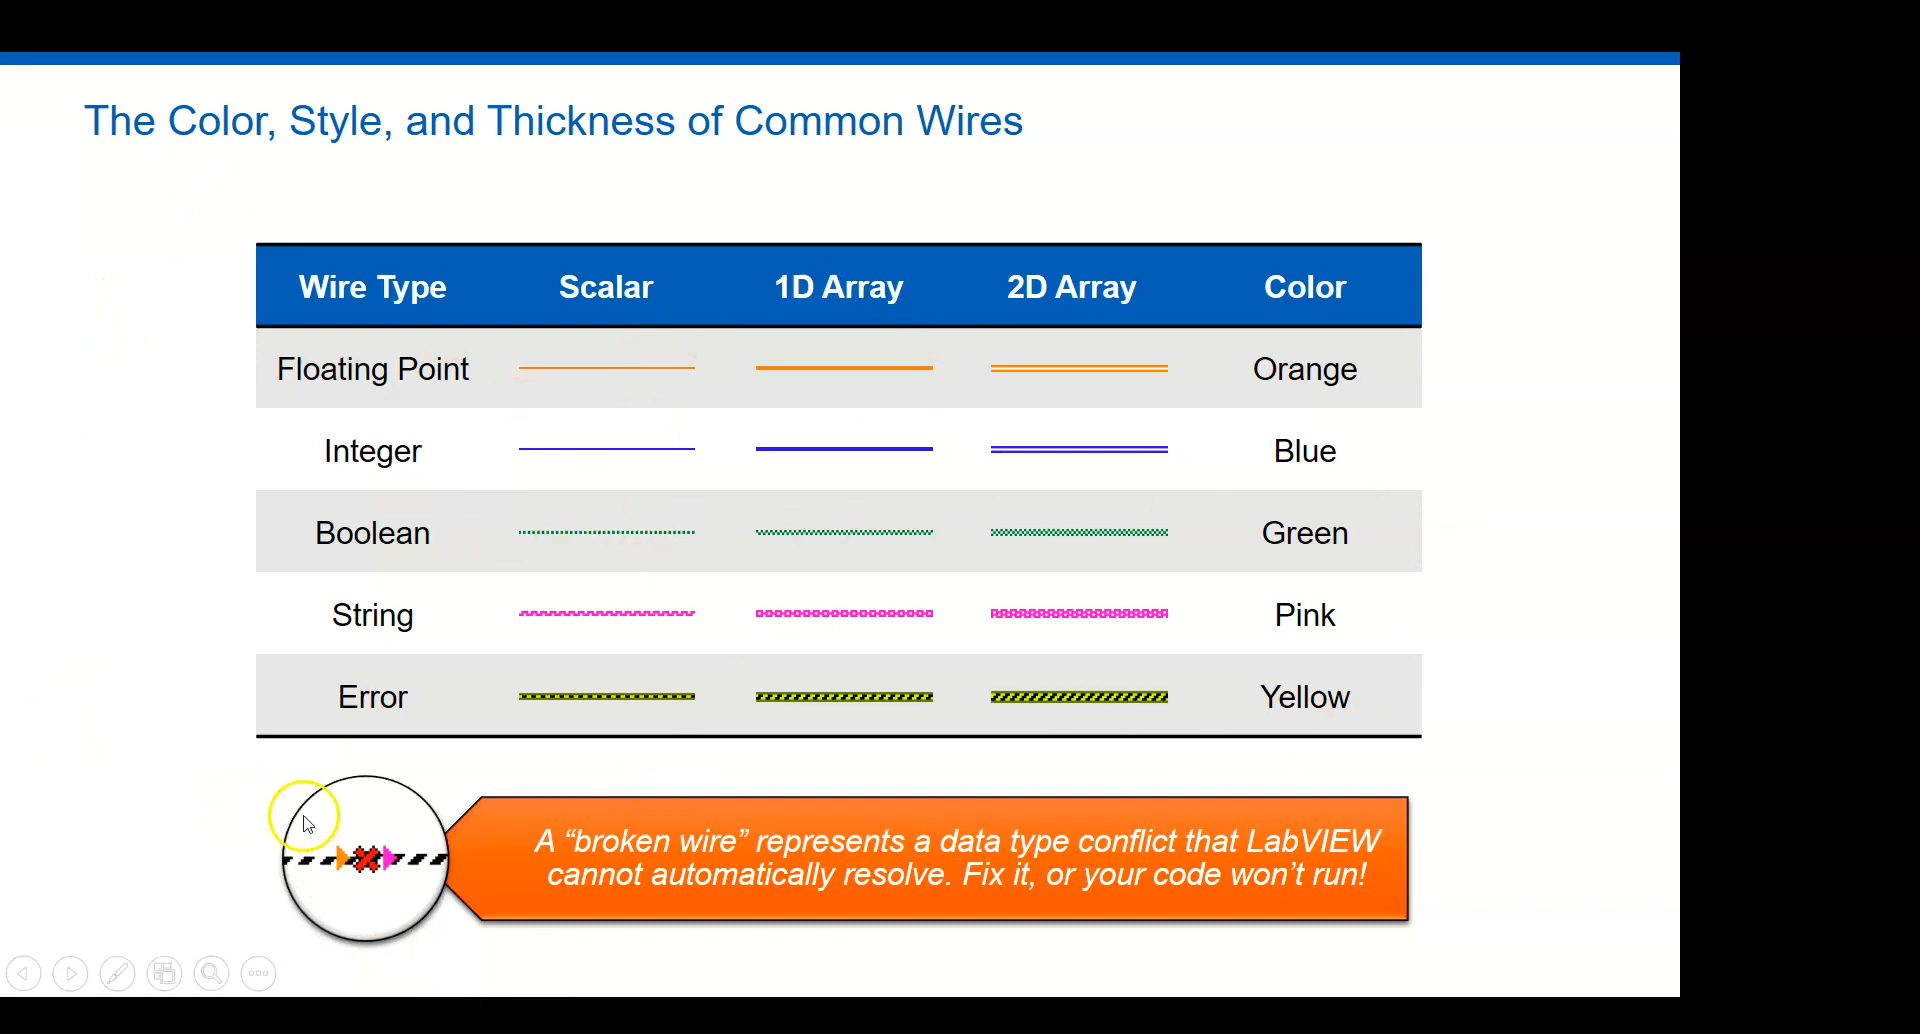 The Color, Style, and Thickness of Common Wires
Wire Type Scalar 1D Array 2D Array Color
Floating Point Orange
Integer Blue
Boolean Green
String Pink
Error Yellow
A “broken wire” represents a data type conflict that LabVIEW
cannot automatically resolve. Fix it, or your code won’t run!